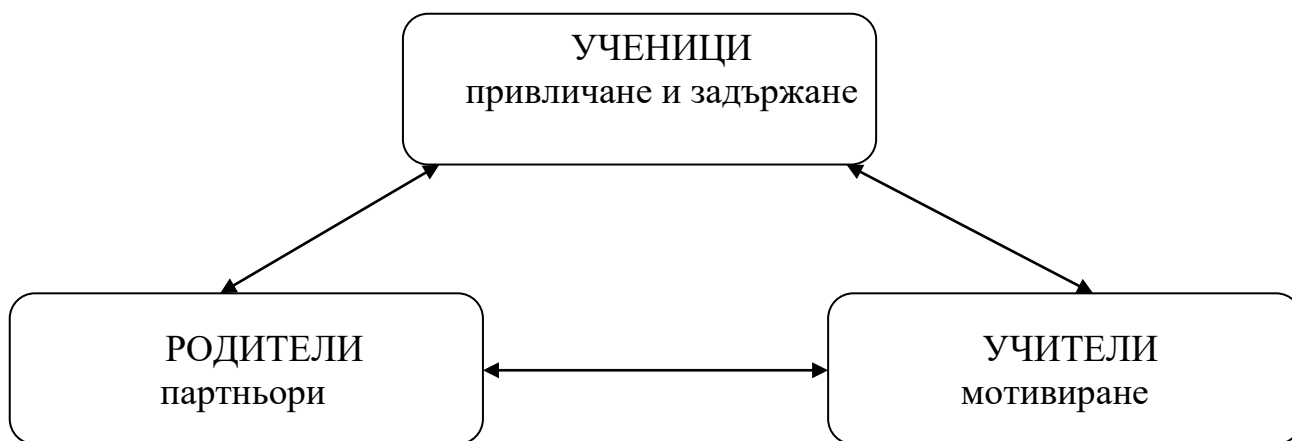 УЧЕНИЦИ
привличане и задържане
РОДИТЕЛИ
партньори
УЧИТЕЛИ
мотивиране